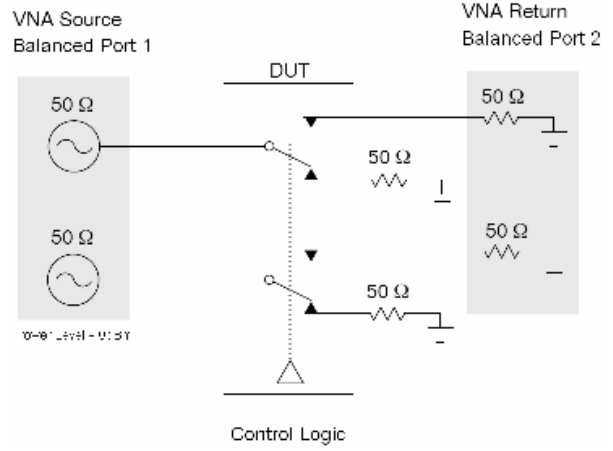 VNA Source
Balanced Port 1
VNA Return
Balanced Port 2
DUT
50 Ω
50 Ω
50 Ω
50 Ω
50 Ω
50 Ω
Control Logic